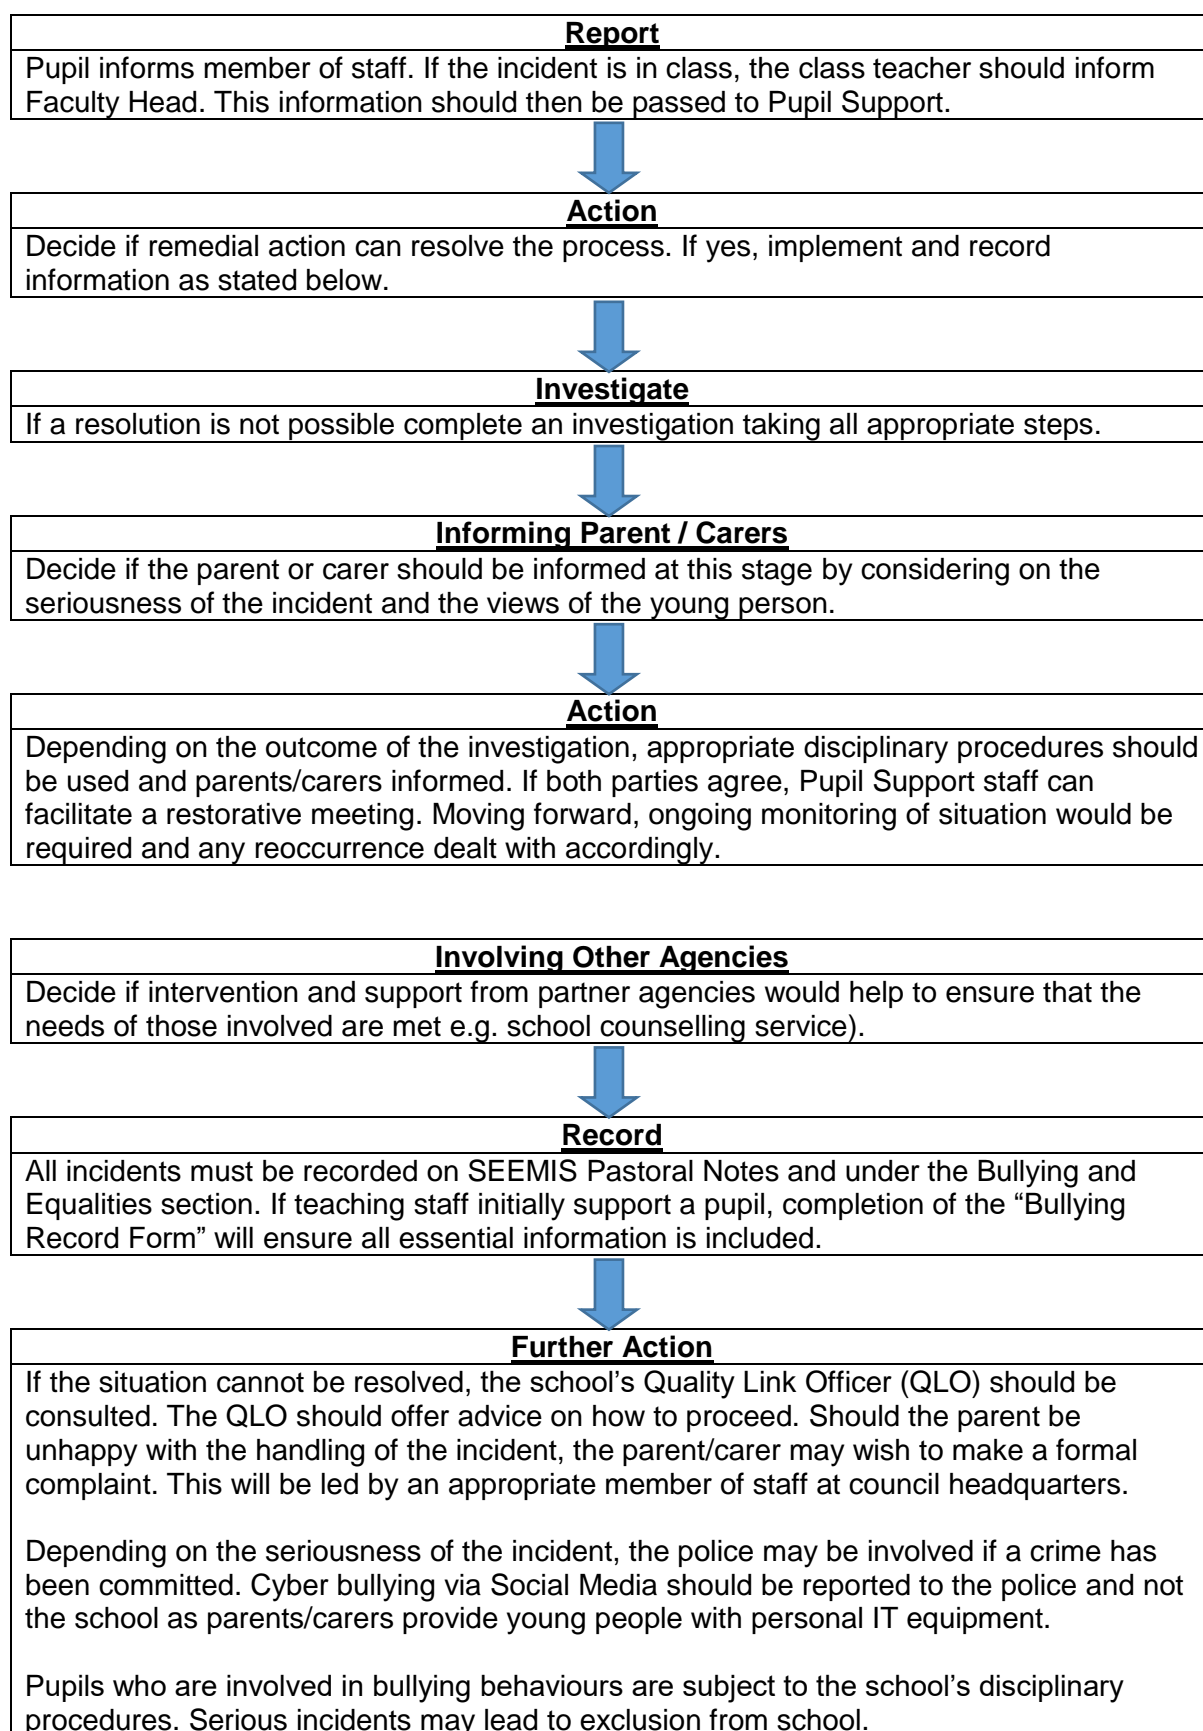 Report
Pupil informs member of staff. If the incident is in class, the class teacher should inform
Faculty Head. This information should then be passed to Pupil Support.
Action
Decide if remedial action can resolve the process. If yes, implement and record
information as stated below.
Investigate
If a resolution is not possible complete an investigation taking all appropriate steps.
Informing Parent / Carers
Decide if the parent or carer should be informed at this stage by considering on the
seriousness of the incident and the views of the young person.
Action
Depending on the outcome of the investigation, appropriate disciplinary procedures should
be used and parents/carers informed. If both parties agree, Pupil Support staff can
facilitate a restorative meeting. Moving forward, ongoing monitoring of situation would be
required and any reoccurrence dealt with accordingly.
Involving Other Agencies
Decide if intervention and support from partner agencies would help to ensure that the
needs of those involved are met e.g. school counselling service).
Record
All incidents must be recorded on SEEMIS Pastoral Notes and under the Bullying and
Equalities section. If teaching staff initially support a pupil, completion of the “Bullying
Record Form” will ensure all essential information is included.
Further Action
If the situation cannot be resolved, the school’s Quality Link Officer (QLO) should be
consulted. The QLO should offer advice on how to proceed. Should the parent be
unhappy with the handling of the incident, the parent/carer may wish to make a formal
complaint. This will be led by an appropriate member of staff at council headquarters.
Depending on the seriousness of the incident, the police may be involved if a crime has
been committed. Cyber bullying via Social Media should be reported to the police and not
the school as parents/carers provide young people with personal IT equipment.
Pupils who are involved in bullying behaviours are subject to the school’s disciplinary
procedures. Serious incidents may lead to exclusion from school.